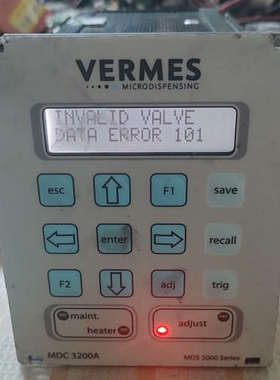 VERMES
MICRODISPENSING
INVALID VALVE
DATA ERROR 101
esc F1 save
enter recall
F2 adj trig
maint. adjust
heater
MDC 3200A MDS 3000 Series